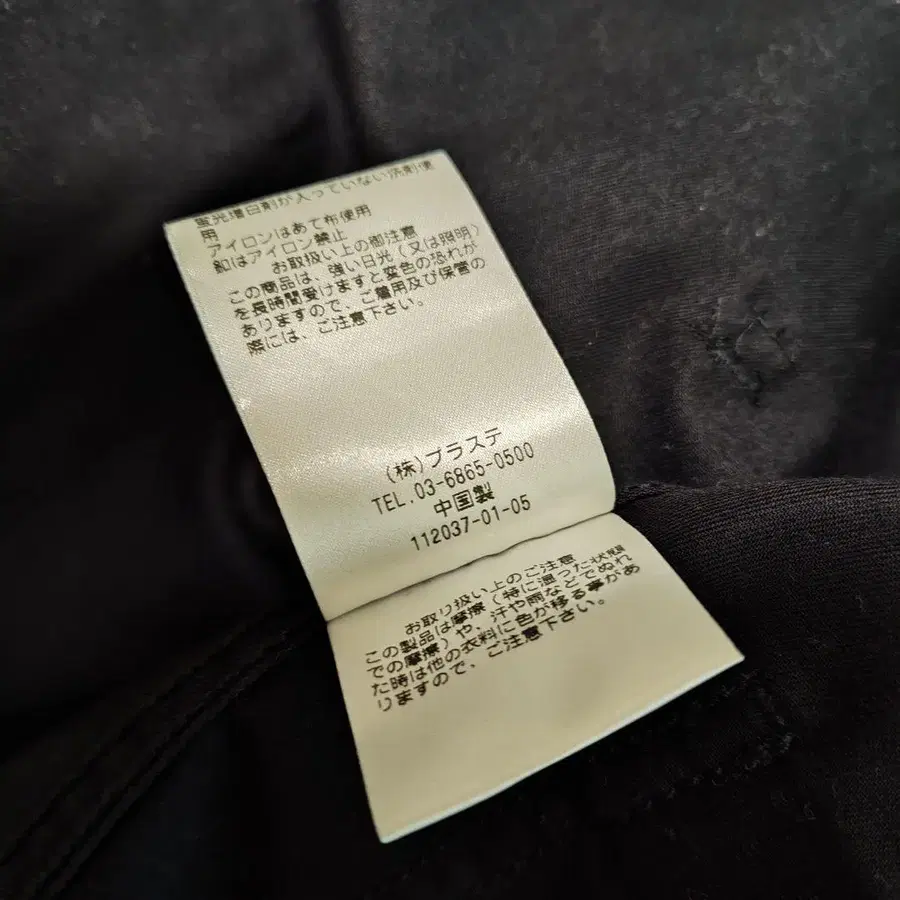 蛍光増白剤が入っていない洗剤使
用
アイロンはあて布使用
釦はアイロン禁止
お取扱い上の御注意
この商品は、強い日光(又は照明)
を長時間受けますと変色の恐れが
ありますので、ご着用及び保管の
際には、ご注意下さい。
(株)プラステ
TEL.03-6865-0500
中国製
112037-01-05
お取り扱い上のご注意
この製品は摩擦(特に湿った状態
での摩擦)や、汗や雨などでぬれ
た時は他の衣料に色が移る事があ
りますので、ご注意下さい。